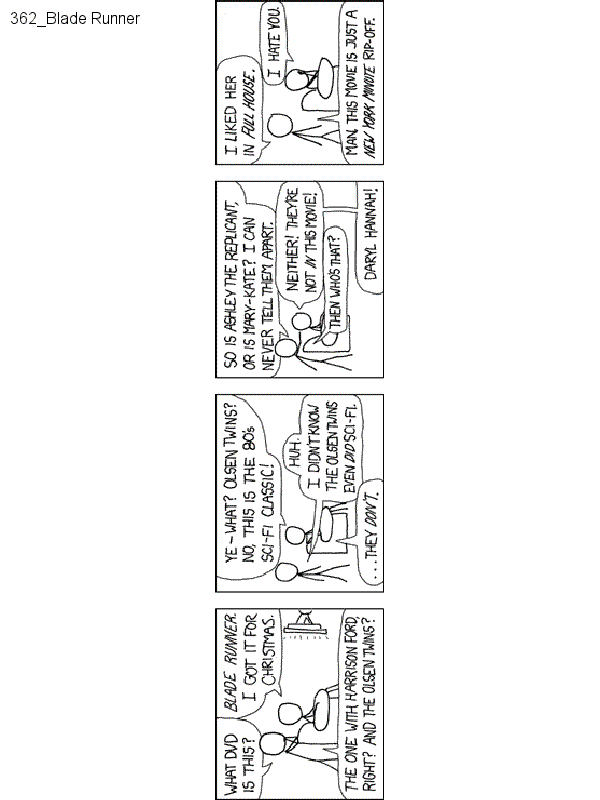 362_Blade Runner
WHAT DVD
IS THIS?
BLADE RUNNER.
I GOT IT FOR
CHRISTMAS.
THE ONE WITH HARRISON FORD,
RIGHT? AND THE OLSEN TWINS?
YE- WHAT? OLSEN TWINS?
NO, THIS IS THE 80's
SCI-FI CLASSIC!
HUH.
I DIDN'T KNOW
THE OLSEN TWINS
EVEN DID SCI-FI.
...THEY DON'T.
SO IS ASHLEY THE REPLICANT,
OR IS MARY-KATE? I CAN
NEVER TELL THEM APART.
NEITHER! THEY'RE
NOT IN THIS MOVIE!
THEN WHO'S THAT?
DARYL HANNAH!
I LIKED HER
IN FULL HOUSE.
I HATE YOU.
MAN, THIS MOVIE IS JUST A
NEW YORK MINUTE RIP-OFF.